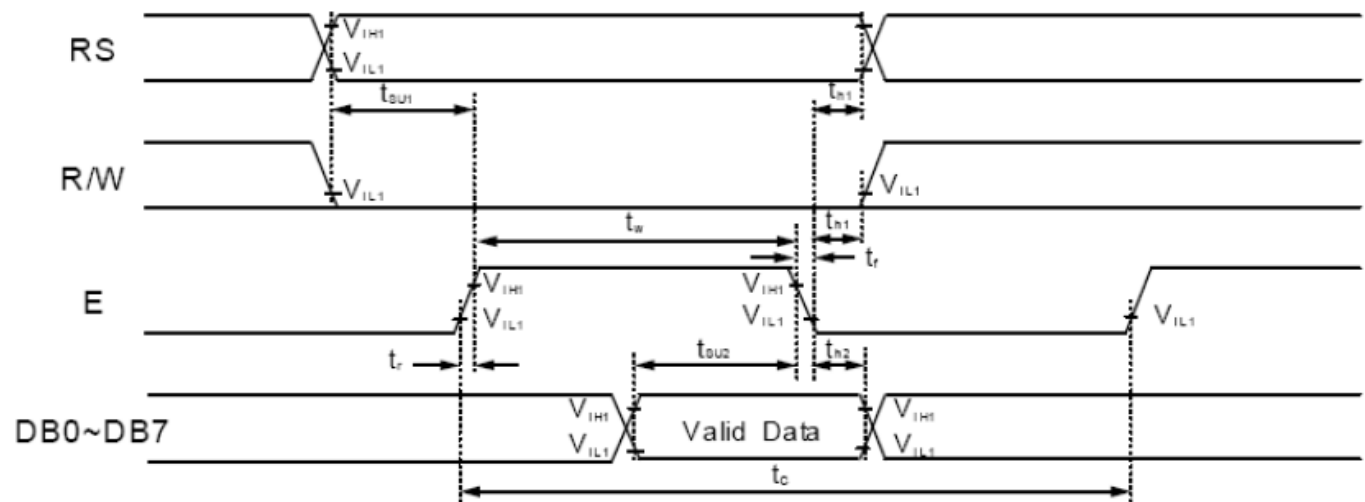 RS
VIH1
VIL1
tSU1
th1
R/W
VIL1
VIL1
tw
th1
tf
E
VIH1
VIL1
VIH1
VIL1
VIL1
tr
tSU2
th2
DB0~DB7
VIH1
VIL1
Valid Data
VIH1
VIL1
tC